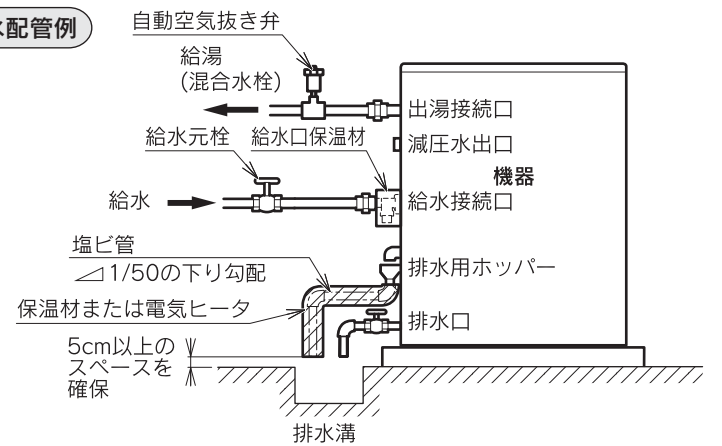 水配管例
自動空気抜き弁
給湯
(混合水栓)
出湯接続口
給水元栓
給水口保温材
減圧水出口
機器
給水
給水接続口
塩ビ管
1/50の下り勾配
排水用ホッパー
保温材または電気ヒータ
排水口
5cm以上の
スペースを
確保
排水溝